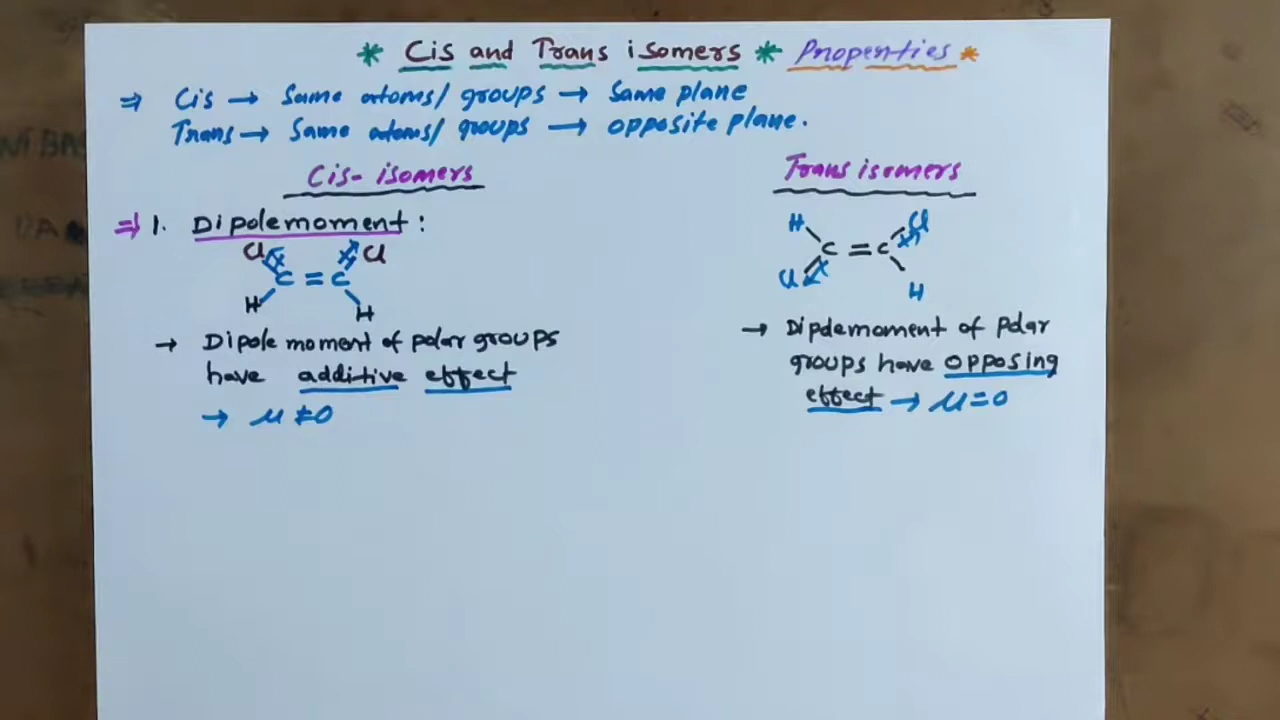 * Cis and Trans isomers * Properties *
⇒ Cis → Same atoms/groups → Same plane
Trans → Same atoms/groups → opposite plane.
Cis- isomers
⇒ 1. Dipolemoment :
Cl Cl
C = C
H H
→ Dipole moment of polar groups
have additive effect
→ μ ≠ 0
Trans isomers
H Cl
C = C
Cl H
→ Dipolemoment of Polar
groups have opposing
effect → μ = 0